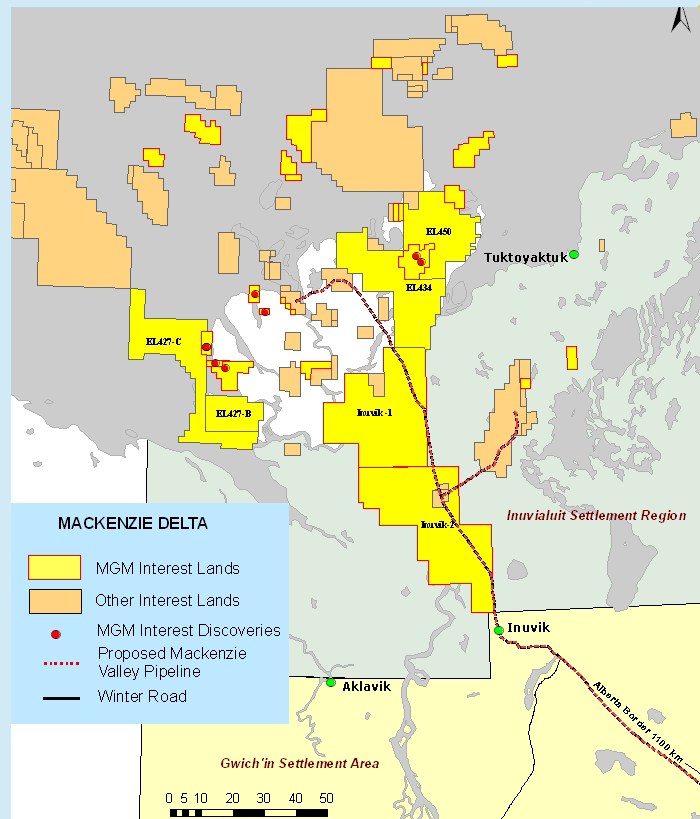 EL450
Tuktoyaktuk
EL434
EL427-C
EL427-B
Inuvik-1
Inuvik-2
Inuvialuit Settlement Region
MACKENZIE DELTA
MGM Interest Lands
Other Interest Lands
MGM Interest Discoveries
Proposed Mackenzie
Valley Pipeline
Winter Road
Inuvik
Aklavik
Alberta Border 1100 km
Gwich'in Settlement Area
0 5 10 20 30 40 50